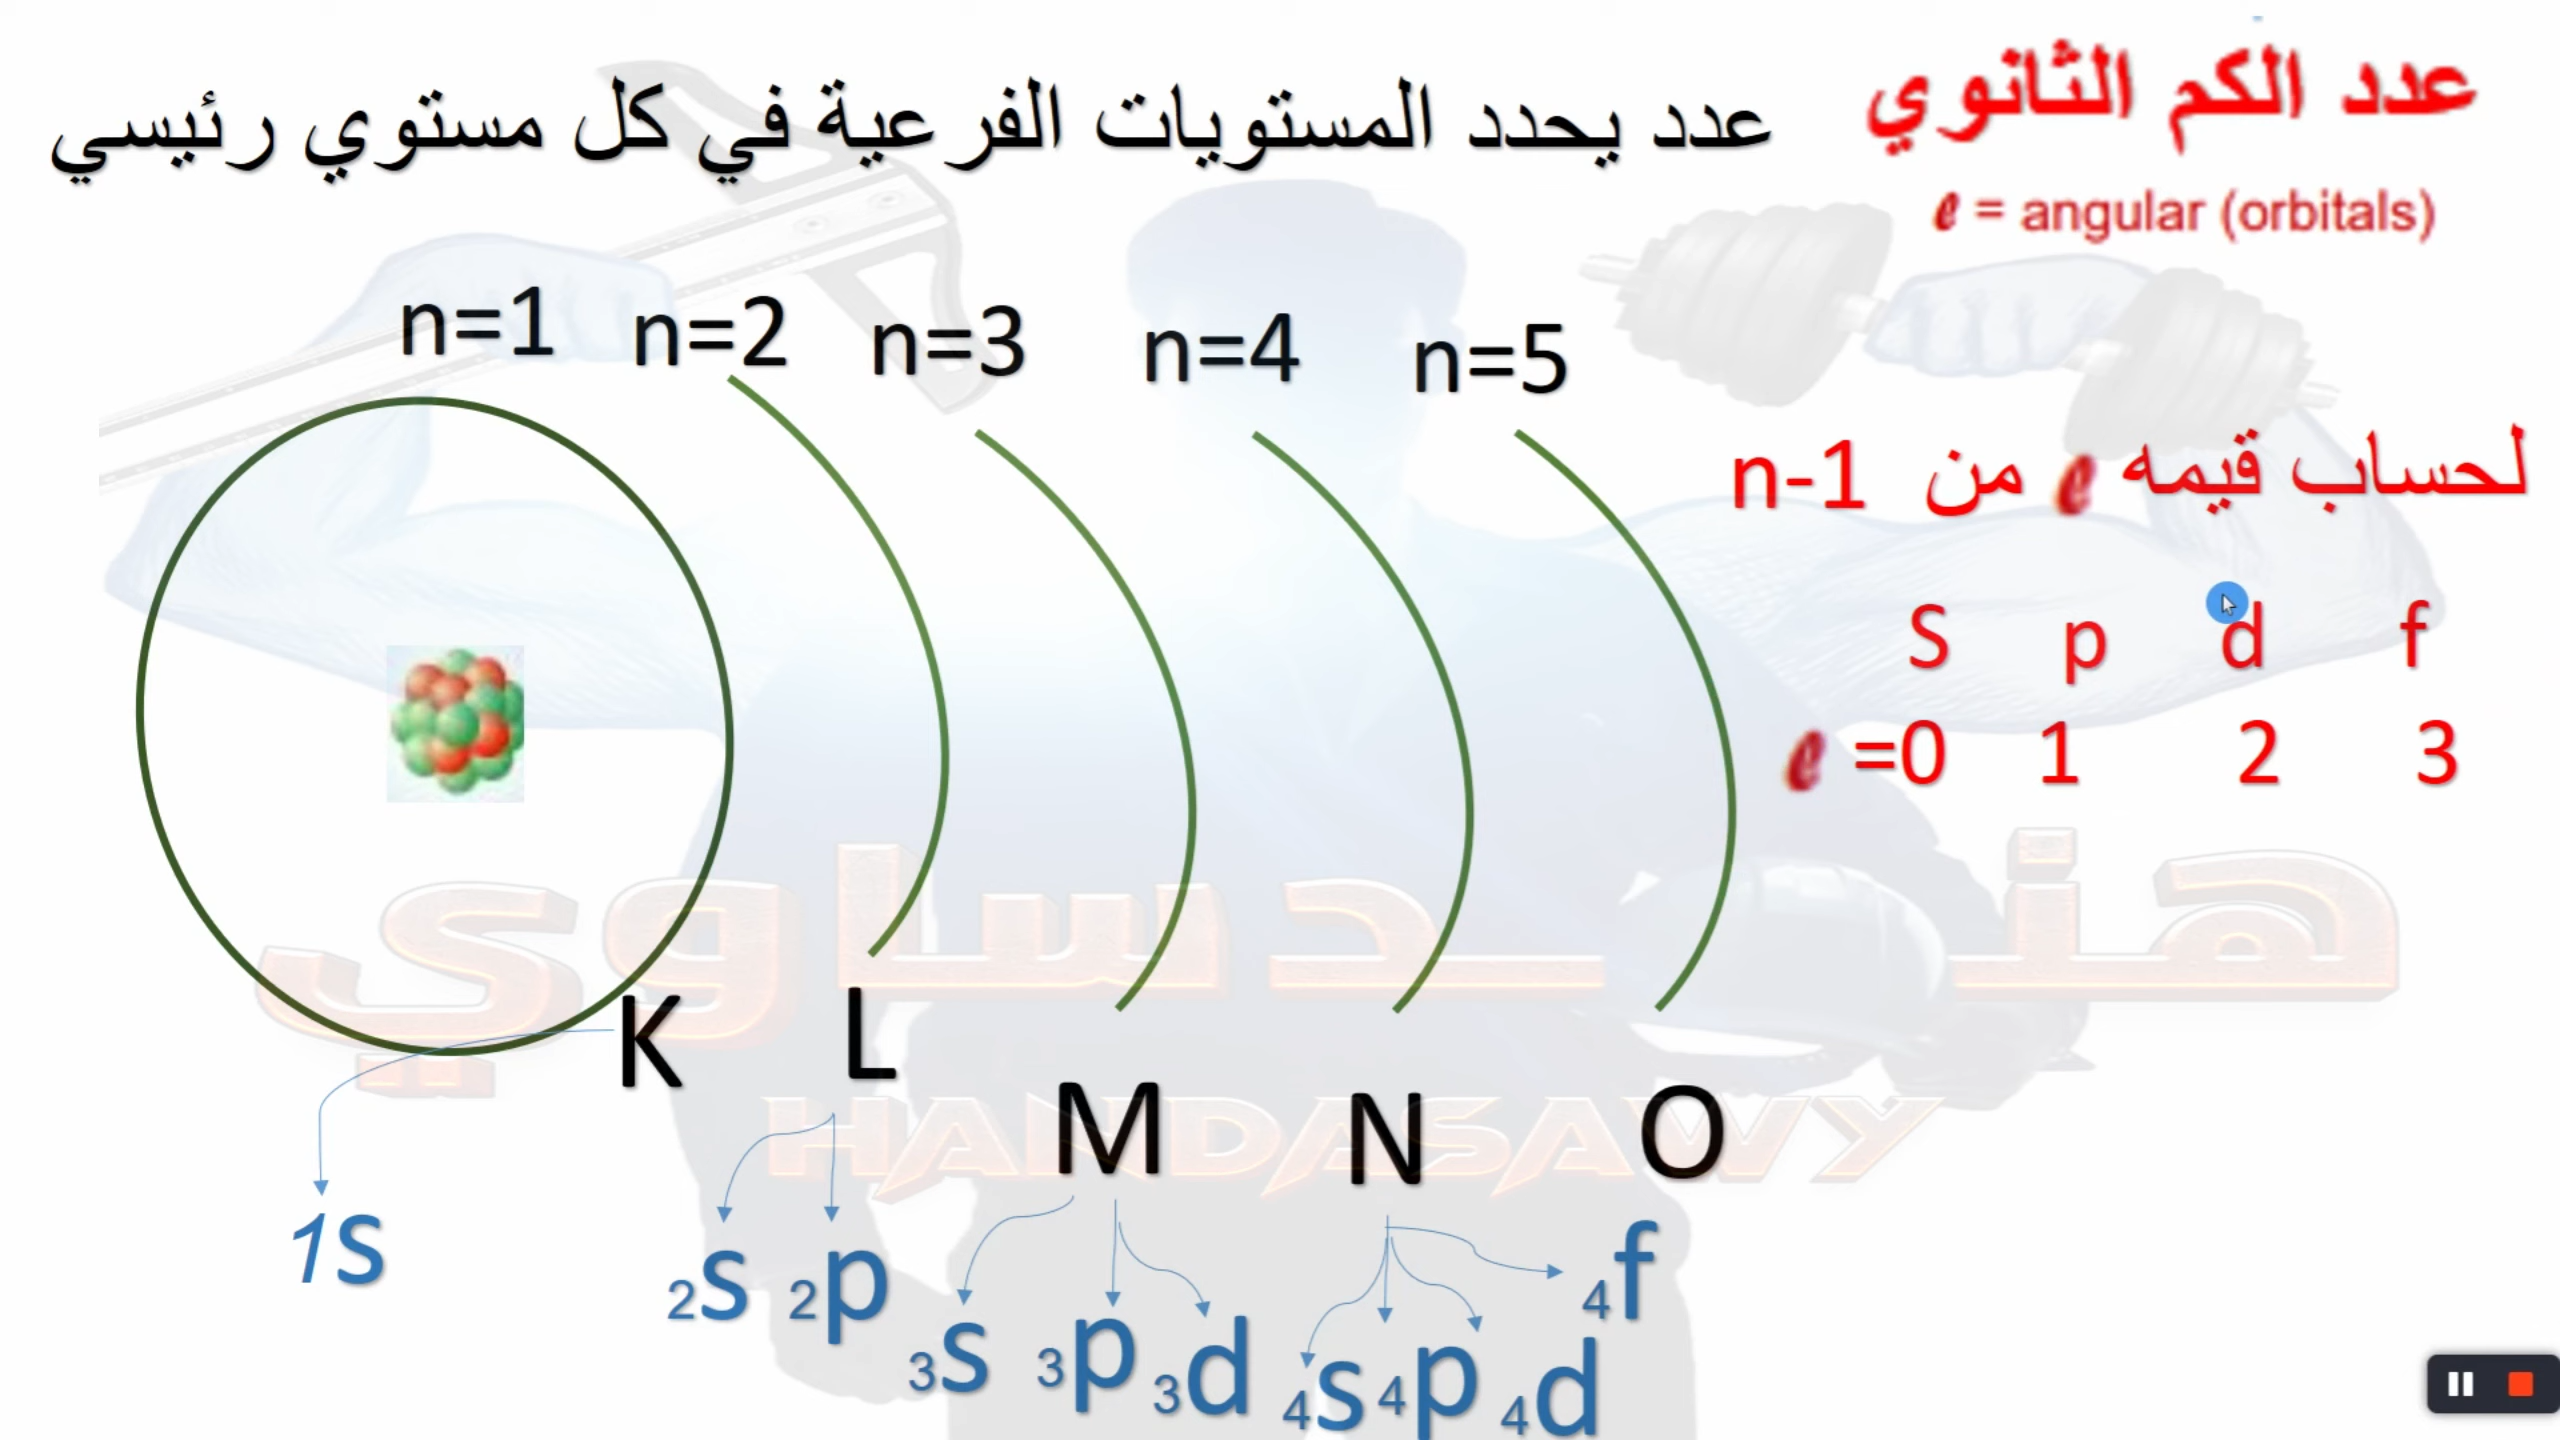 عدد الكم الثانوي
عدد يحدد المستويات الفرعية في كل مستوي رئيسي
ℓ = angular (orbitals)
n=1 n=2 n=3 n=4 n=5
لحساب قيمه ℓ من n-1
S p d f
ℓ =0 1 2 3
هندساوي
HANDASAWY
K L M N O
1s
2s 2p
3s 3p 3d
4s 4p 4d 4f